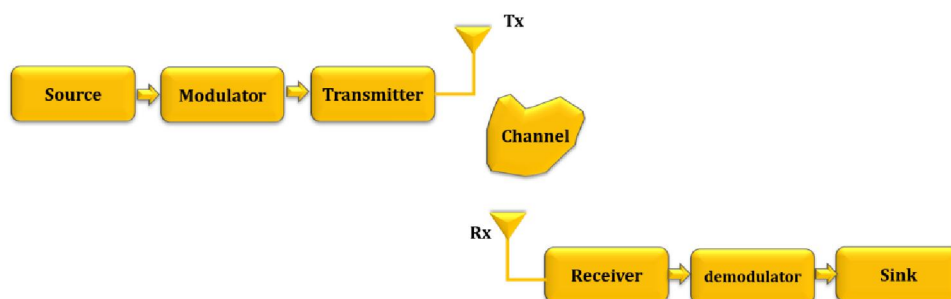 Tx
Source
Modulator
Transmitter
Channel
Rx
Receiver
demodulator
Sink